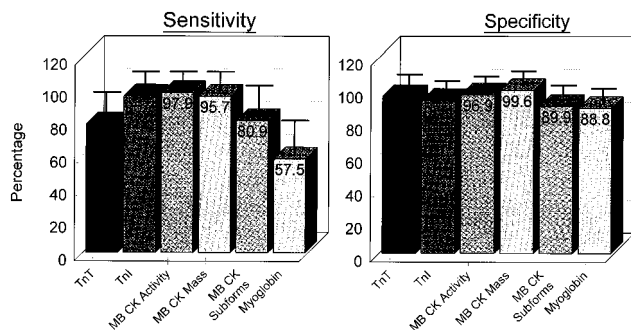 Sensitivity
Percentage
120
100
80
60
40
20
0
97.8
95.7
80.9
57.5
TnT
TnI
MB CK Activity
MB CK Mass
MB CK
Subforms
Myoglobin
Specificity
120
100
80
60
40
20
0
96.9
99.6
89.9
88.8
TnT
TnI
MB CK Activity
MB CK Mass
MB CK
Subforms
Myoglobin